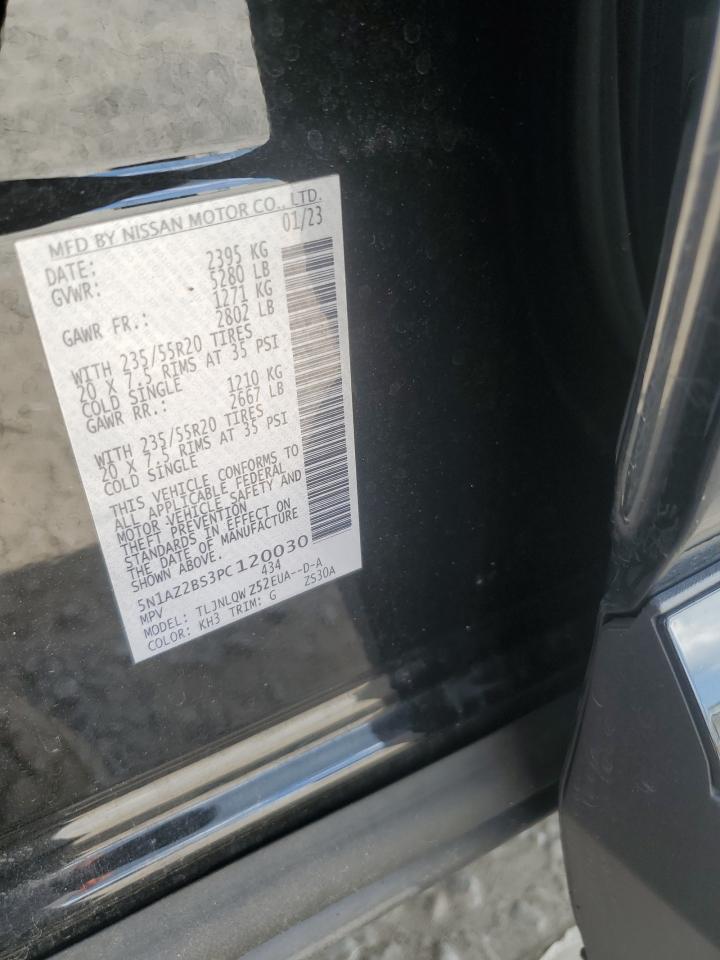 MFD BY NISSAN MOTOR CO., LTD.
DATE: 01/23
GVWR: 2395 KG
5280 LB
GAWR FR.: 1271 KG
2802 LB
WITH 235/55R20 TIRES
20 X 7.5 RIMS AT 35 PSI
COLD SINGLE
GAWR RR.: 1210 KG
2667 LB
WITH 235/55R20 TIRES
20 X 7.5 RIMS AT 35 PSI
COLD SINGLE
THIS VEHICLE CONFORMS TO
ALL APPLICABLE FEDERAL
MOTOR VEHICLE SAFETY AND
THEFT PREVENTION
STANDARDS IN EFFECT ON
THE DATE OF MANUFACTURE
SHOWN ABOVE.
5N1AZ2BS3PC120030
MPV 434
MODEL: TLJNLQWZ52EUA--D-A
COLOR: KH3 TRIM: G ZS30A